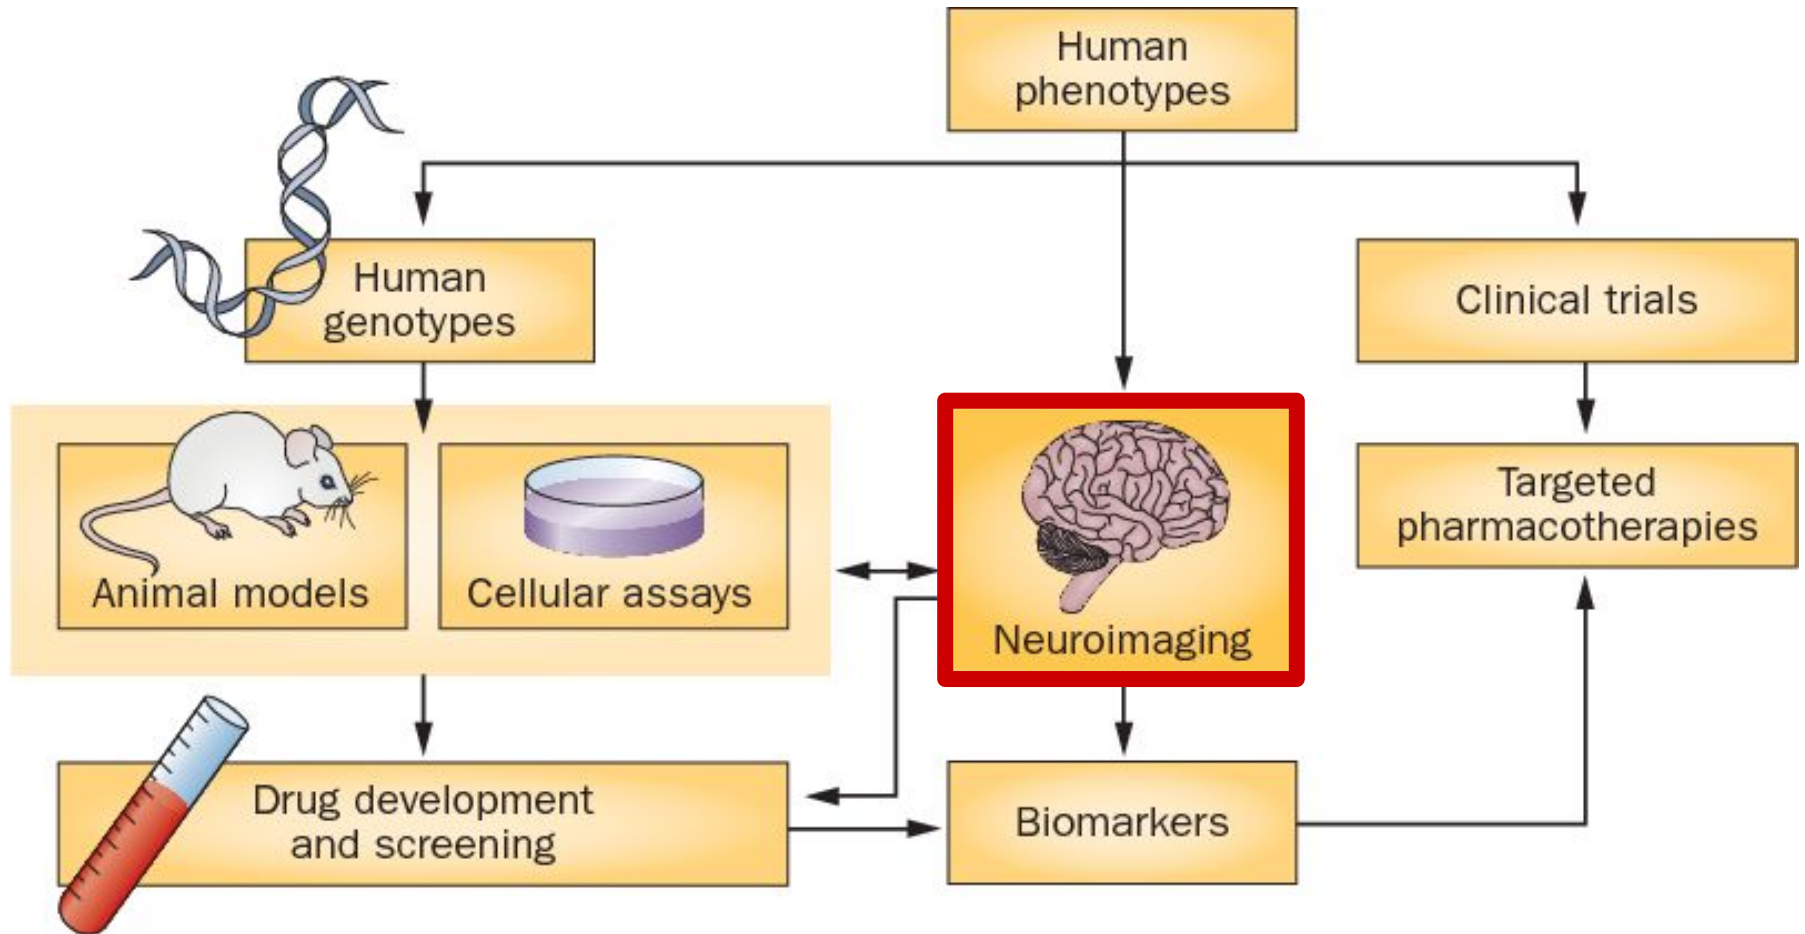 Human
phenotypes
Human
genotypes
Clinical trials
Animal models
Cellular assays
Neuroimaging
Targeted
pharmacotherapies
Drug development
and screening
Biomarkers